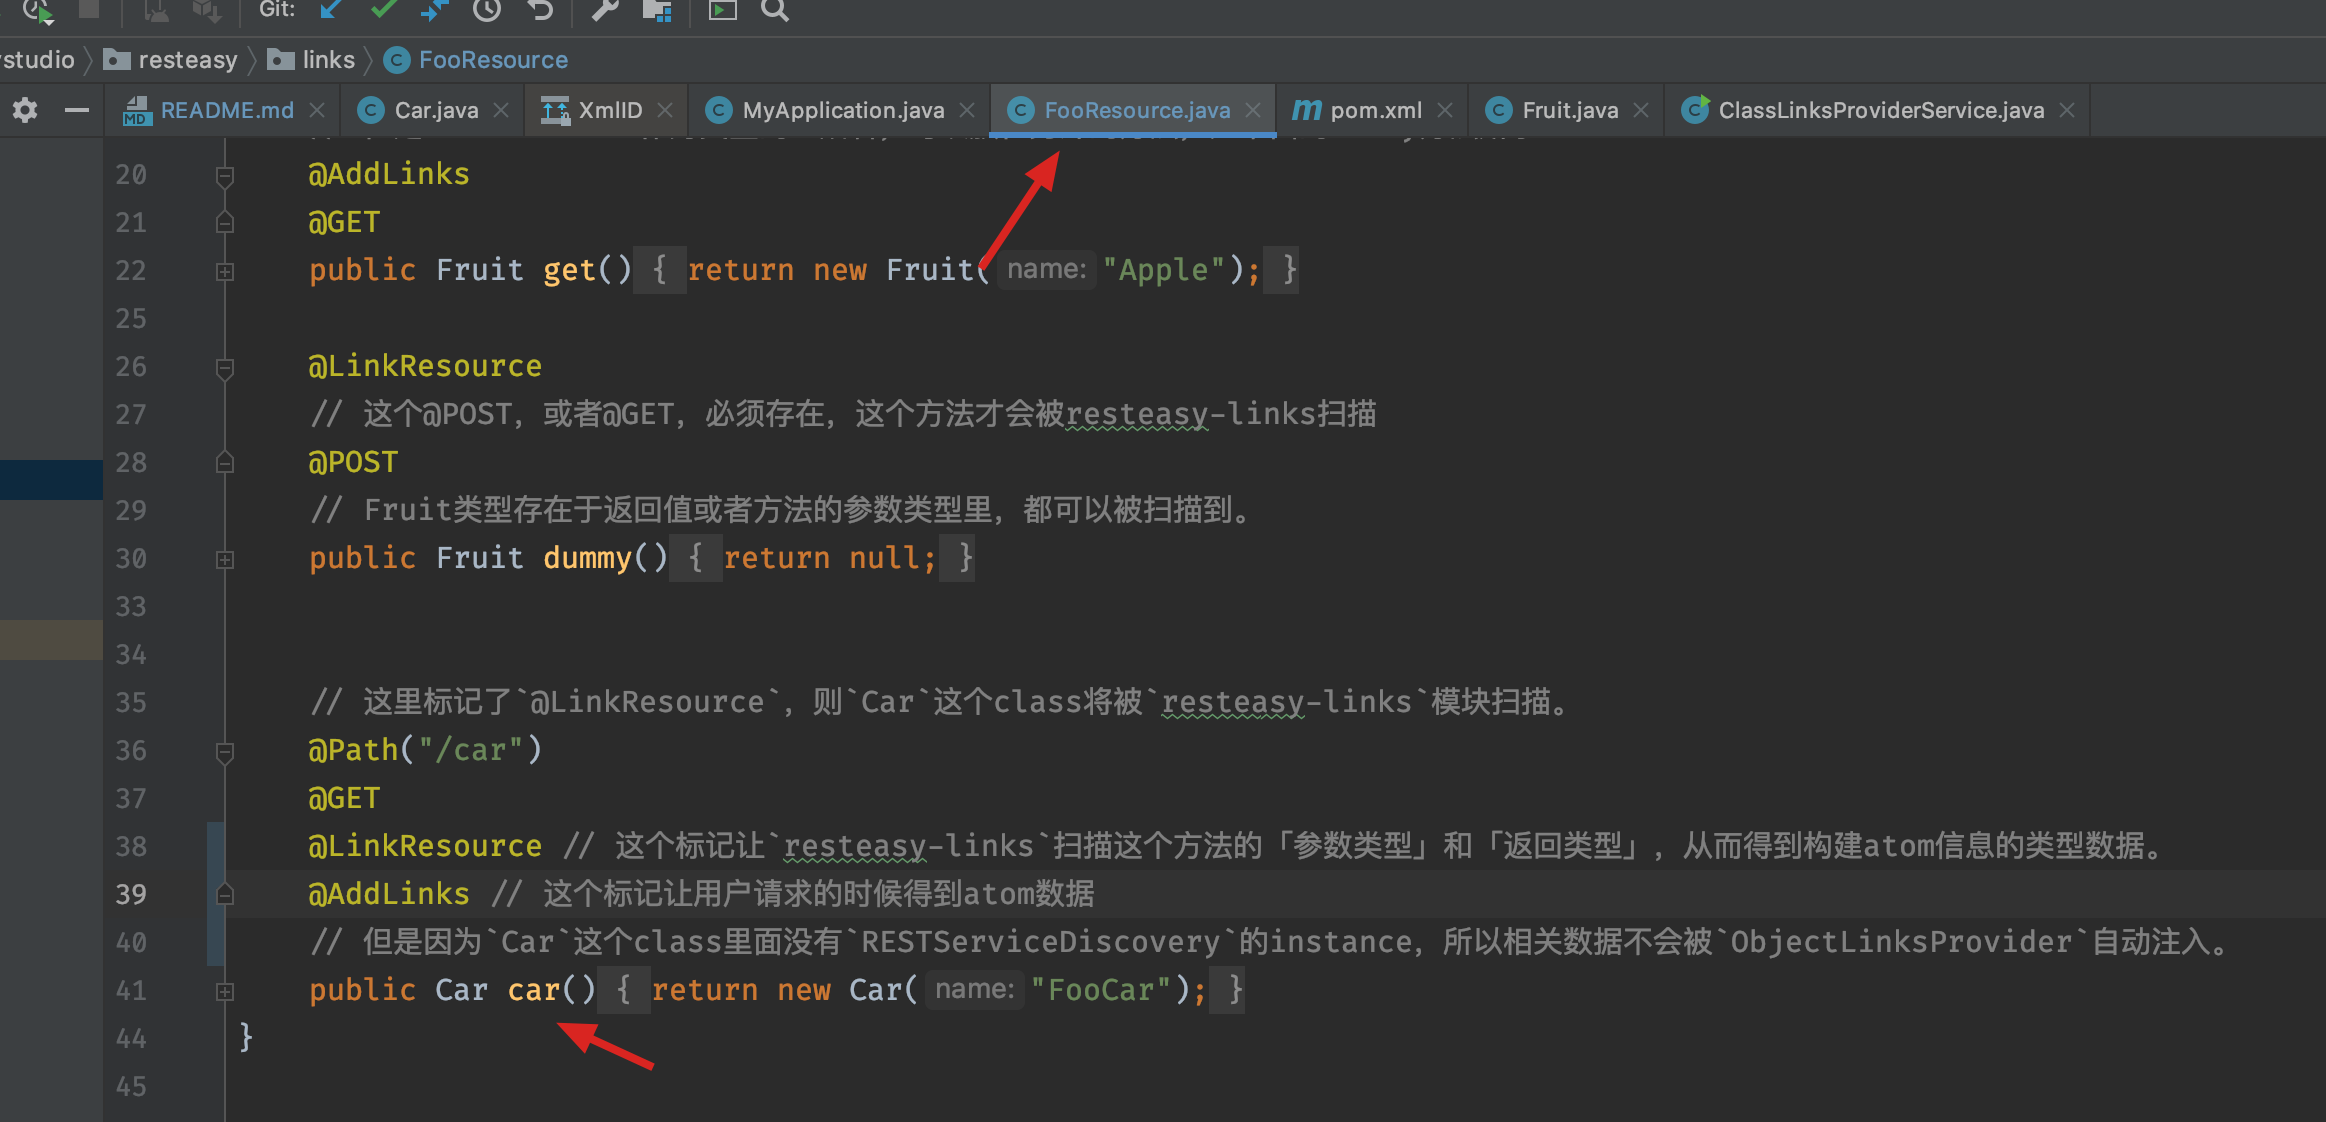 Git:
studio resteasy links FooResource
README.md Car.java XmlID MyApplication.java FooResource.java pom.xml Fruit.java ClassLinksProviderService.java
20 @AddLinks
21 @GET
22 public Fruit get() { return new Fruit( name: "Apple"); }
25
26 @LinkResource
27 // 这个@POST，或者@GET，必须存在，这个方法才会被resteasy-links扫描
28 @POST
29 // Fruit类型存在于返回值或者方法的参数类型里，都可以被扫描到。
30 public Fruit dummy() { return null; }
33
34
35 // 这里标记了`@LinkResource`，则`Car`这个class将被`resteasy-links`模块扫描。
36 @Path("/car")
37 @GET
38 @LinkResource // 这个标记让`resteasy-links`扫描这个方法的「参数类型」和「返回类型」，从而得到构建atom信息的类型数据。
39 @AddLinks // 这个标记让用户请求的时候得到atom数据
40 // 但是因为`Car`这个class里面没有`RESTServiceDiscovery`的instance，所以相关数据不会被`ObjectLinksProvider`自动注入。
41 public Car car() { return new Car( name: "FooCar"); }
44 }
45